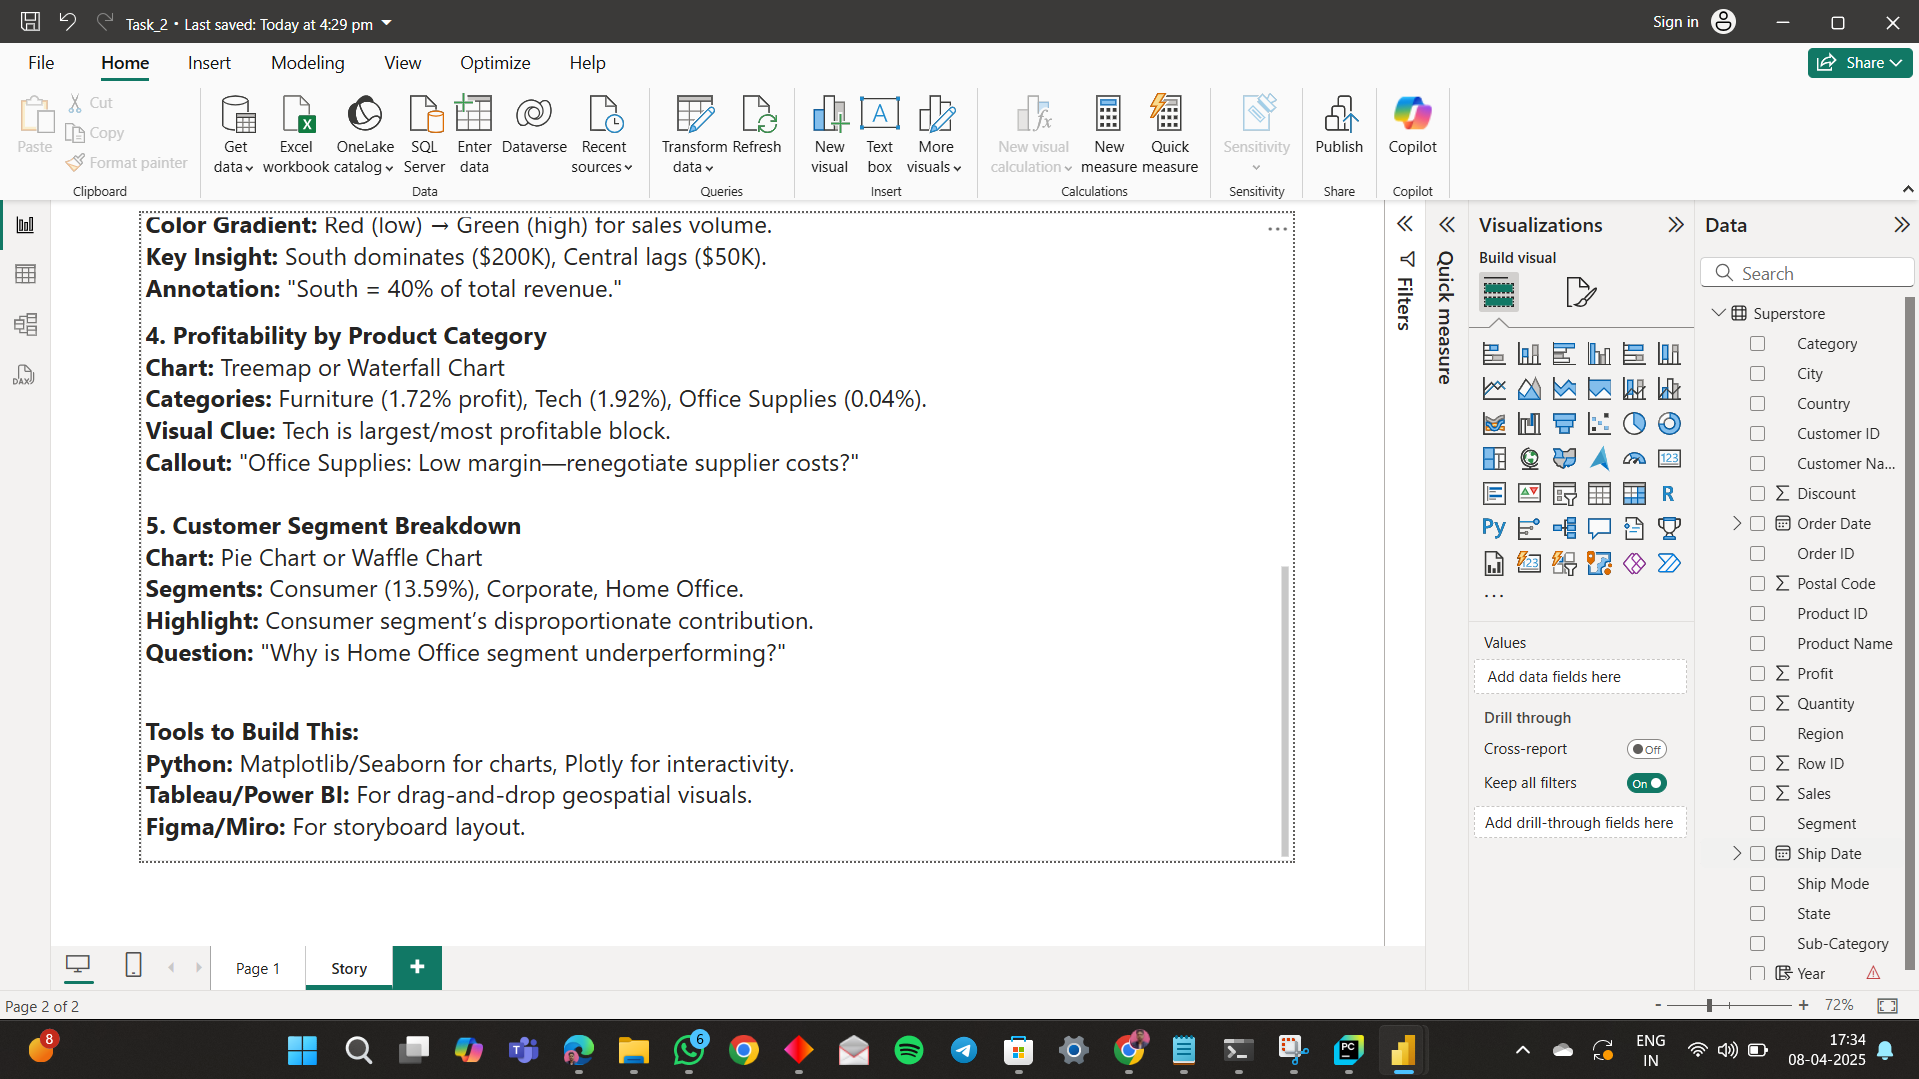 Task_2 • Last saved: Today at 4:29 pm
Sign in
File
Home
Insert
Modeling
View
Optimize
Help
Share
Paste
Cut
Copy
Format painter
Clipboard
Get data
Excel workbook
OneLake catalog
SQL Server
Enter data
Dataverse
Recent sources
Data
Transform data
Refresh
Queries
New visual
Text box
More visuals
Insert
New visual calculation
New measure
Quick measure
Calculations
Sensitivity
Sensitivity
Publish
Share
Copilot
Copilot
Color Gradient: Red (low) → Green (high) for sales volume.
Key Insight: South dominates ($200K), Central lags ($50K).
Annotation: "South = 40% of total revenue."
4. Profitability by Product Category
Chart: Treemap or Waterfall Chart
Categories: Furniture (1.72% profit), Tech (1.92%), Office Supplies (0.04%).
Visual Clue: Tech is largest/most profitable block.
Callout: "Office Supplies: Low margin—renegotiate supplier costs?"
5. Customer Segment Breakdown
Chart: Pie Chart or Waffle Chart
Segments: Consumer (13.59%), Corporate, Home Office.
Highlight: Consumer segment’s disproportionate contribution.
Question: "Why is Home Office segment underperforming?"
Tools to Build This:
Python: Matplotlib/Seaborn for charts, Plotly for interactivity.
Tableau/Power BI: For drag-and-drop geospatial visuals.
Figma/Miro: For storyboard layout.
Filters
Quick measure
Visualizations
Build visual
123
R
Py
123
...
Values
Add data fields here
Drill through
Cross-report
Off
Keep all filters
On
Add drill-through fields here
Data
Search
Superstore
Category
City
Country
Customer ID
Customer Na...
Discount
Order Date
Order ID
Postal Code
Product ID
Product Name
Profit
Quantity
Region
Row ID
Sales
Segment
Ship Date
Ship Mode
State
Sub-Category
Year
Page 1
Story
+
Page 2 of 2
- + 72%
8
6
PC
ENG
IN
17:34
08-04-2025